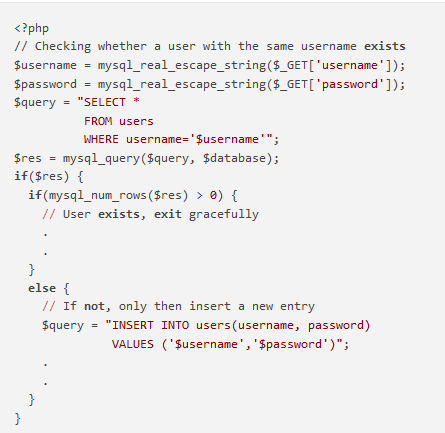 <?php
// Checking whether a user with the same username exists
$username = mysql_real_escape_string($_GET['username']);
$password = mysql_real_escape_string($_GET['password']);
$query = "SELECT *
FROM users
WHERE username='$username'";
$res = mysql_query($query, $database);
if($res) {
if(mysql_num_rows($res) > 0) {
// User exists, exit gracefully
.
.
}
else {
// If not, only then insert a new entry
$query = "INSERT INTO users(username, password)
VALUES ('$username','$password')";
.
.
}
}